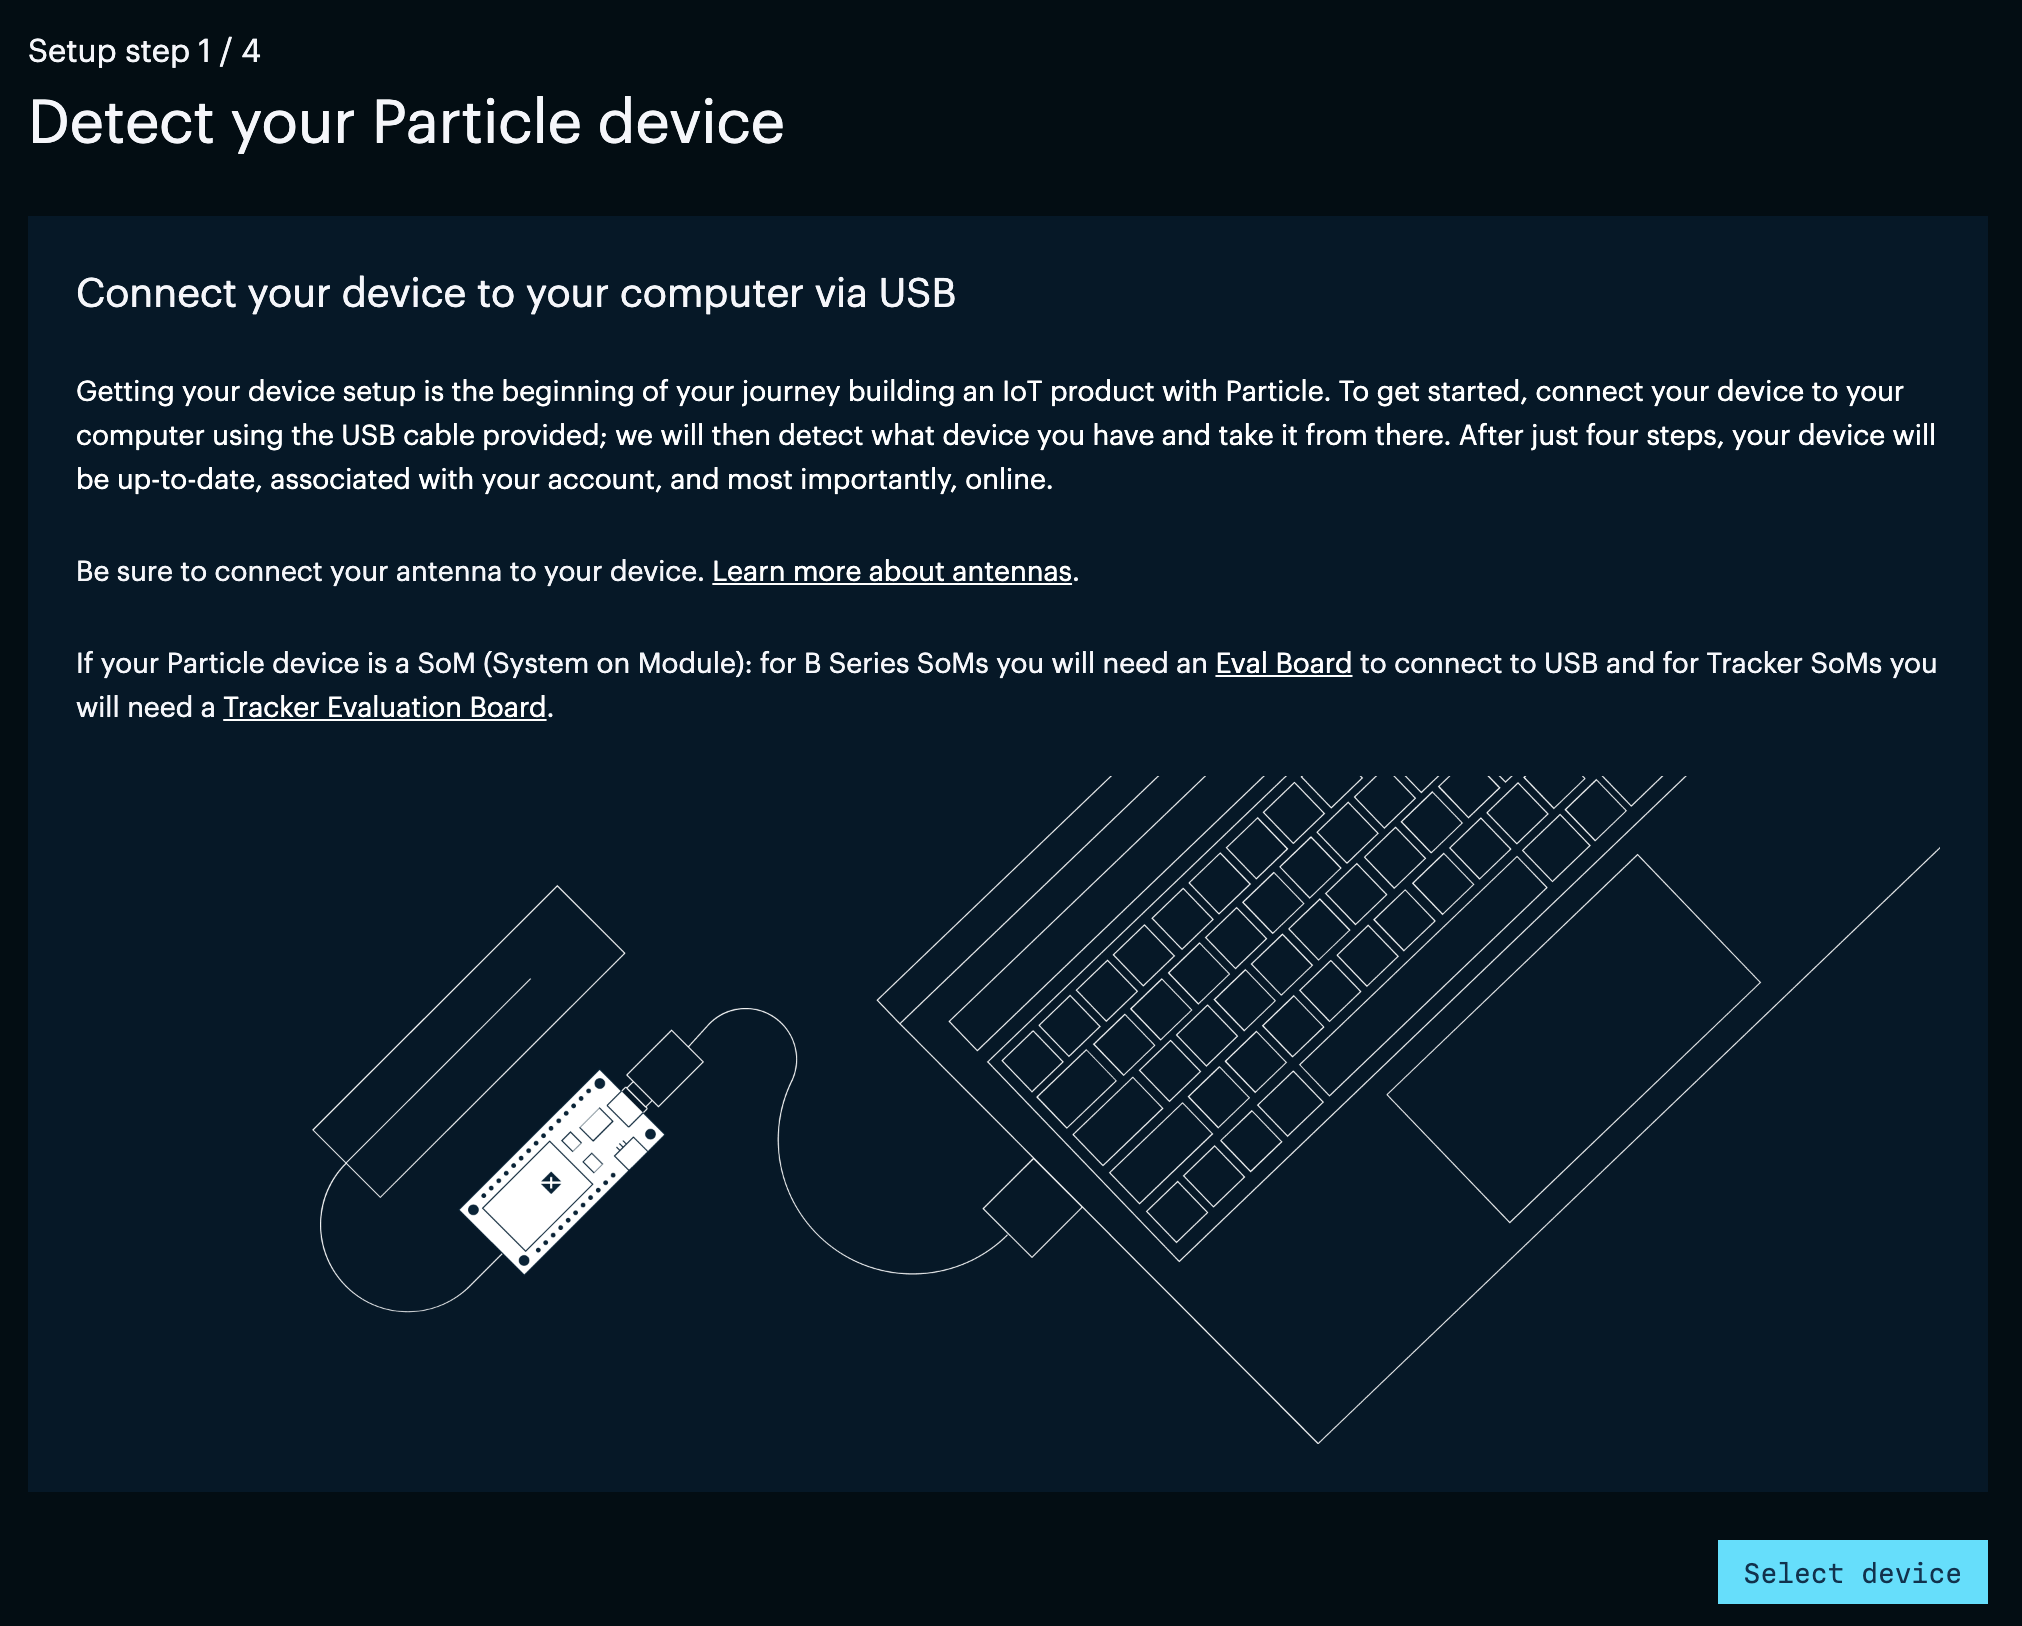 Setup step 1 / 4
Detect your Particle device
Connect your device to your computer via USB
Getting your device setup is the beginning of your journey building an IoT product with Particle. To get started, connect your device to your
computer using the USB cable provided; we will then detect what device you have and take it from there. After just four steps, your device will
be up-to-date, associated with your account, and most importantly, online.
Be sure to connect your antenna to your device. Learn more about antennas.
If your Particle device is a SoM (System on Module): for B Series SoMs you will need an Eval Board to connect to USB and for Tracker SoMs you
will need a Tracker Evaluation Board.
Select device